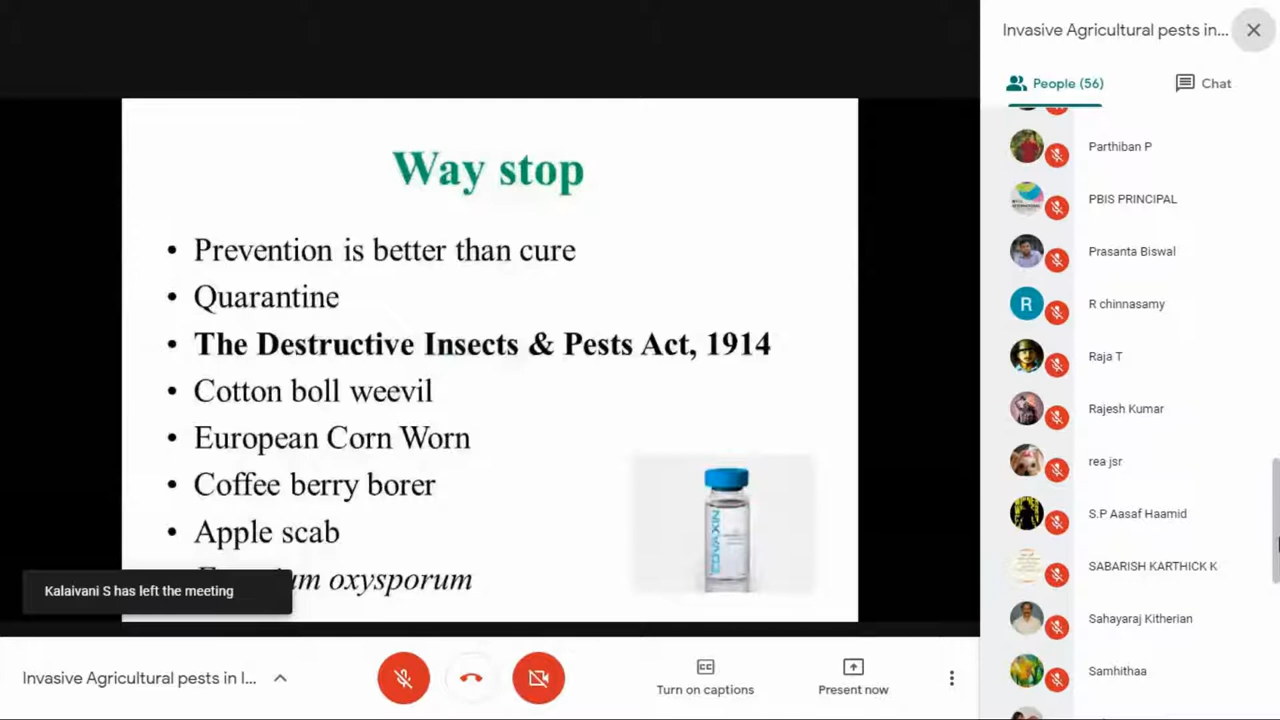 Way stop
• Prevention is better than cure
• Quarantine
• The Destructive Insects & Pests Act, 1914
• Cotton boll weevil
• European Corn Worn
• Coffee berry borer
• Apple scab
oxysporum
COVAXIN
Kalaivani S has left the meeting
Invasive Agricultural pests in I...
Turn on captions
Present now
Invasive Agricultural pests in...
People (56)
Chat
Parthiban P
PBIS PRINCIPAL
Prasanta Biswal
R
R chinnasamy
Raja T
Rajesh Kumar
rea jsr
S.P Aasaf Haamid
SABARISH KARTHICK K
Sahayaraj Kitherian
Samhithaa